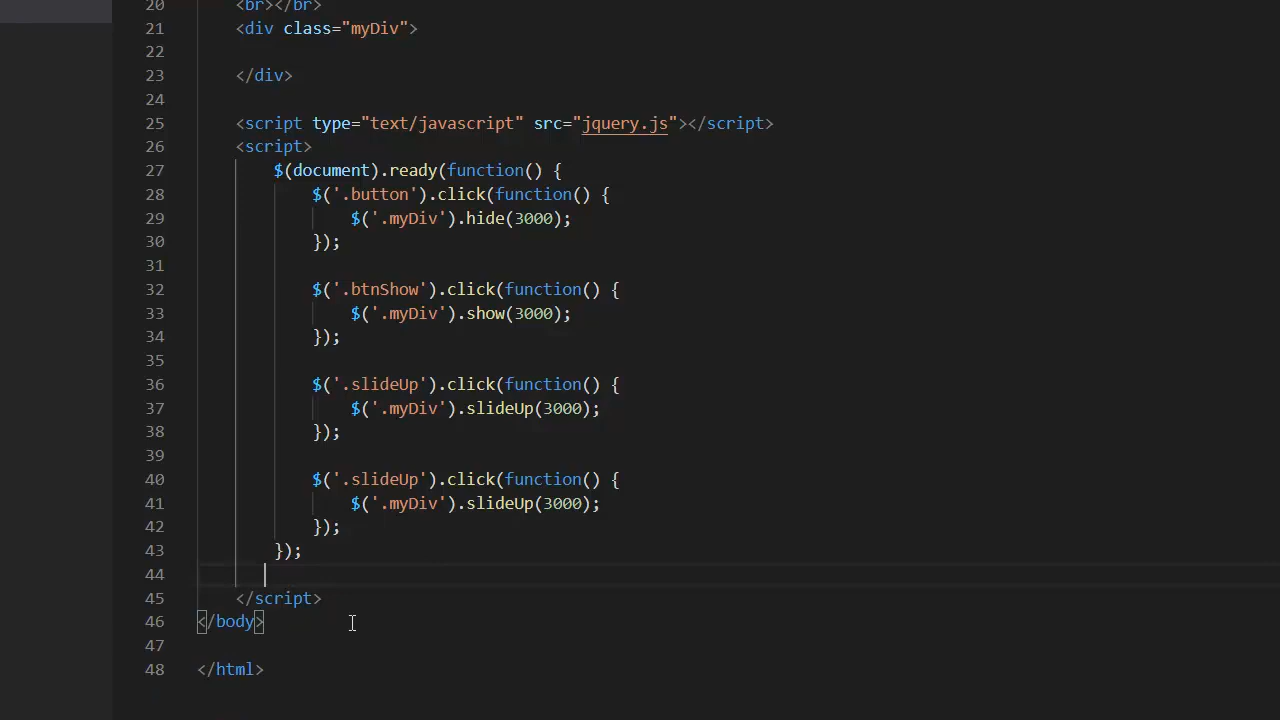 20 <br></br>
21 <div class="myDiv">
22
23 </div>
24
25 <script type="text/javascript" src="jquery.js"></script>
26 <script>
27 $(document).ready(function() {
28 $('.button').click(function() {
29 $('.myDiv').hide(3000);
30 });
31
32 $('.btnShow').click(function() {
33 $('.myDiv').show(3000);
34 });
35
36 $('.slideUp').click(function() {
37 $('.myDiv').slideUp(3000);
38 });
39
40 $('.slideUp').click(function() {
41 $('.myDiv').slideUp(3000);
42 });
43 });
44
45 </script>
46 </body>
47
48 </html>